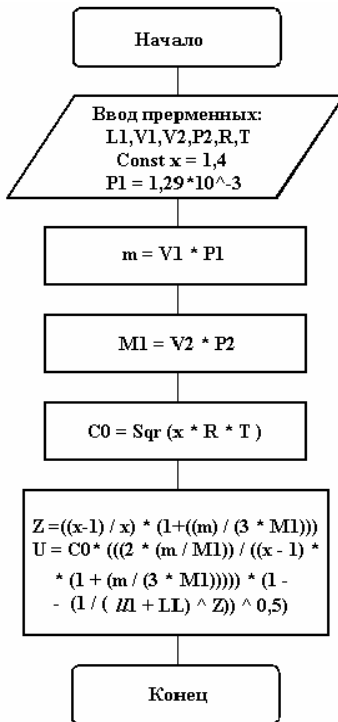 Начало
Ввод прерменных:
L1,V1,V2,P2,R,T
Const x = 1,4
P1 = 1,29*10^-3
m = V1 * P1
M1 = V2 * P2
C0 = Sqr (x * R * T )
Z =((x-1) / x) * (1+((m) / (3 * M1)))
U = C0* (((2 * (m / M1)) / ((x - 1) *
* (1 + (m / (3 * M1))))) * (1 -
- (1 / ( + LL) ^ Z)) ^ 0,5)
Конец